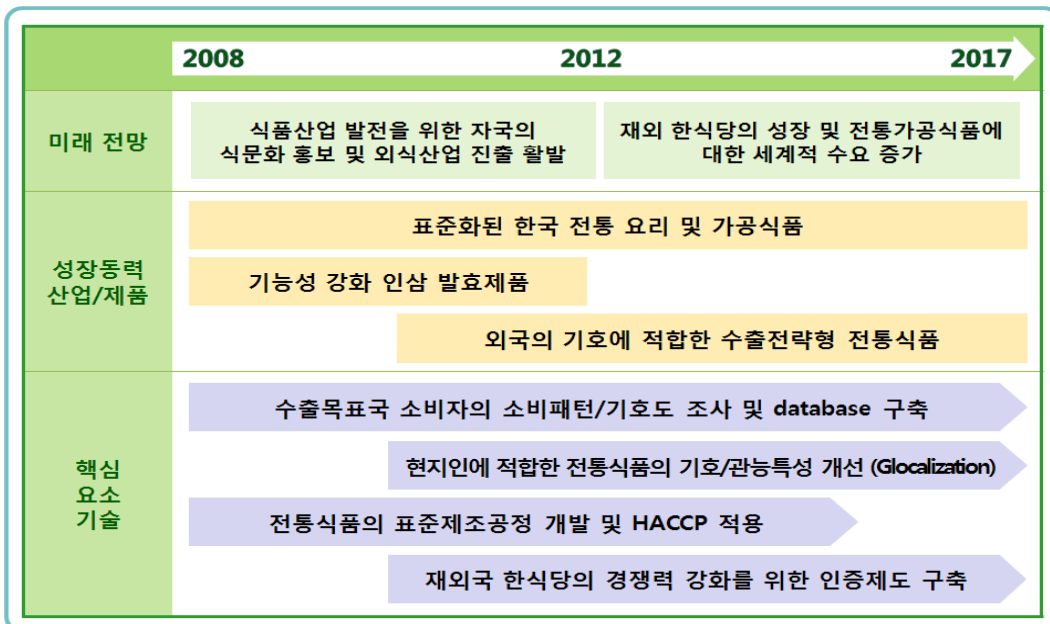 2008 2012 2017
미래 전망
식품산업 발전을 위한 자국의
식문화 홍보 및 외식산업 진출 활발
재외 한식당의 성장 및 전통가공식품에
대한 세계적 수요 증가
성장동력
산업/제품
표준화된 한국 전통 요리 및 가공식품
기능성 강화 인삼 발효제품
외국의 기호에 적합한 수출전략형 전통식품
핵심
요소
기술
수출목표국 소비자의 소비패턴/기호도 조사 및 database 구축
현지인에 적합한 전통식품의 기호/관능특성 개선 (Glocalization)
전통식품의 표준제조공정 개발 및 HACCP 적용
재외국 한식당의 경쟁력 강화를 위한 인증제도 구축